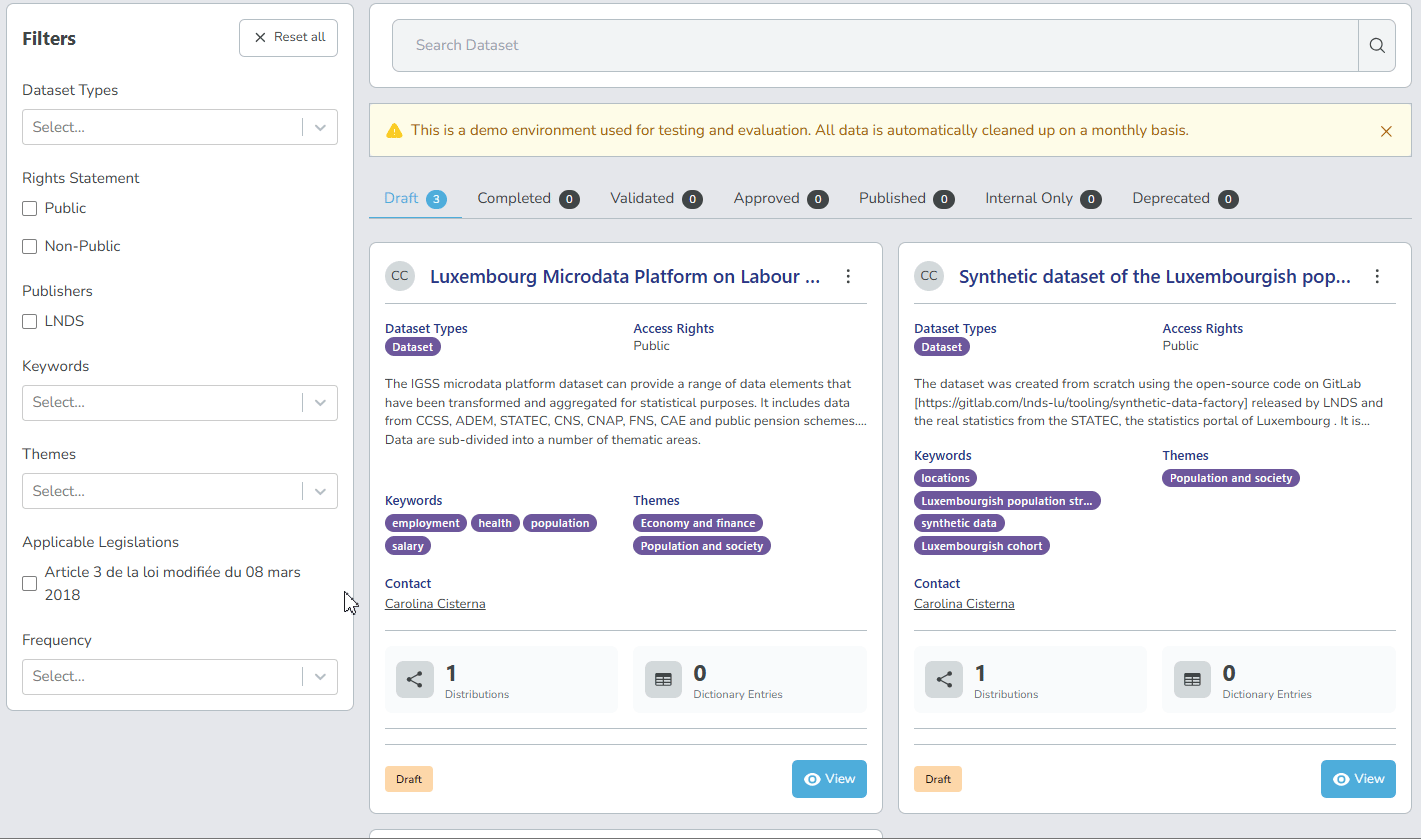 Filters
Reset all
Dataset Types
Select...
Rights Statement
Public
Non-Public
Publishers
LNDS
Keywords
Select...
Themes
Select...
Applicable Legislations
Article 3 de la loi modifiée du 08 mars
2018
Frequency
Select...
Search Dataset
This is a demo environment used for testing and evaluation. All data is automatically cleaned up on a monthly basis.
Draft 3 Completed 0 Validated 0 Approved 0 Published 0 Internal Only 0 Deprecated 0
CC Luxembourg Microdata Platform on Labour ...
Dataset Types Access Rights
Dataset Public
The IGSS microdata platform dataset can provide a range of data elements that
have been transformed and aggregated for statistical purposes. It includes data
from CCSS, ADEM, STATEC, CNS, CNAP, FNS, CAE and public pension schemes....
Data are sub-divided into a number of thematic areas.
Keywords Themes
employment health population Economy and finance
salary Population and society
Contact
Carolina Cisterna
1 0
Distributions Dictionary Entries
Draft View
CC Synthetic dataset of the Luxembourgish pop...
Dataset Types Access Rights
Dataset Public
The dataset was created from scratch using the open-source code on GitLab
[https://gitlab.com/lnds-lu/tooling/synthetic-data-factory] released by LNDS and
the real statistics from the STATEC, the statistics portal of Luxembourg . It is...
Keywords Themes
locations Population and society
Luxembourgish population str...
synthetic data
Luxembourgish cohort
Contact
Carolina Cisterna
1 0
Distributions Dictionary Entries
Draft View